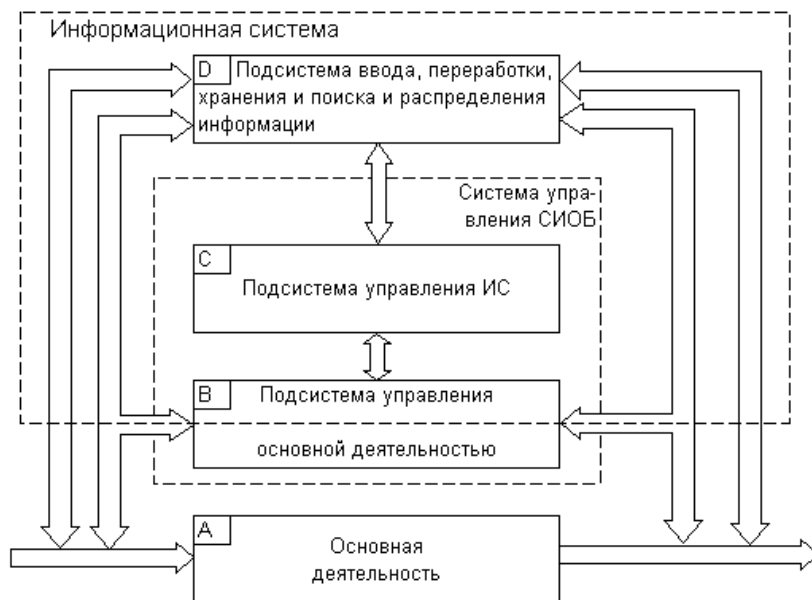 Информационная система
D Подсистема ввода, переработки,
хранения и поиска и распределения
информации
Система упра-
вления СИОБ
C
Подсистема управления ИС
B Подсистема управления
основной деятельностью
A
Основная
деятельность